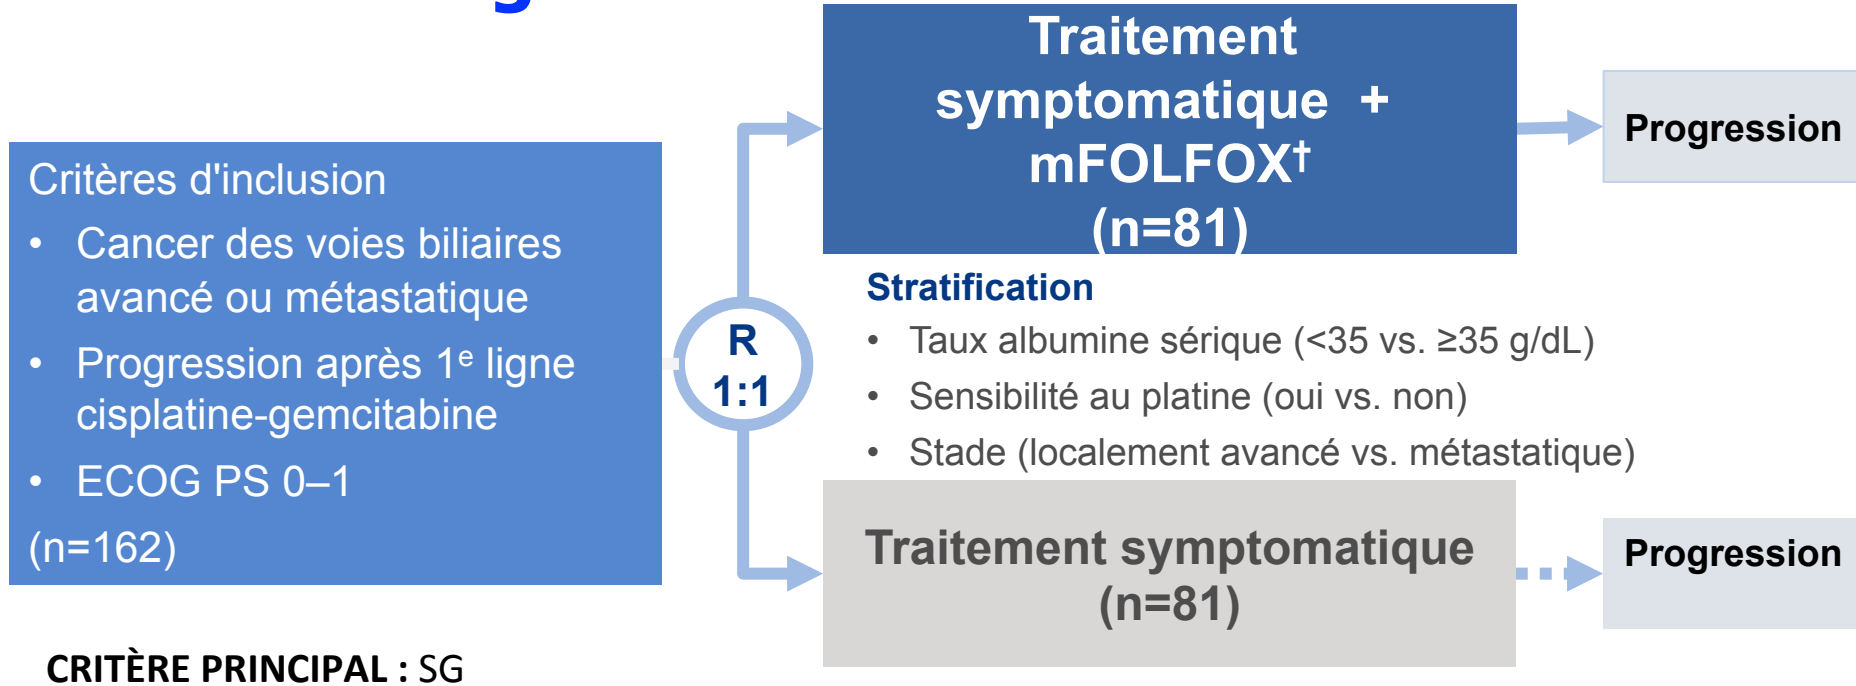 Critères d'inclusion
• Cancer des voies biliaires
avancé ou métastatique
• Progression après 1e ligne
cisplatine-gemcitabine
• ECOG PS 0–1
(n=162)
R
1:1
Traitement
symptomatique +
mFOLFOX†
(n=81)
Progression
Stratification
• Taux albumine sérique (<35 vs. ≥35 g/dL)
• Sensibilité au platine (oui vs. non)
• Stade (localement avancé vs. métastatique)
Traitement symptomatique
(n=81)
Progression
CRITÈRE PRINCIPAL : SG